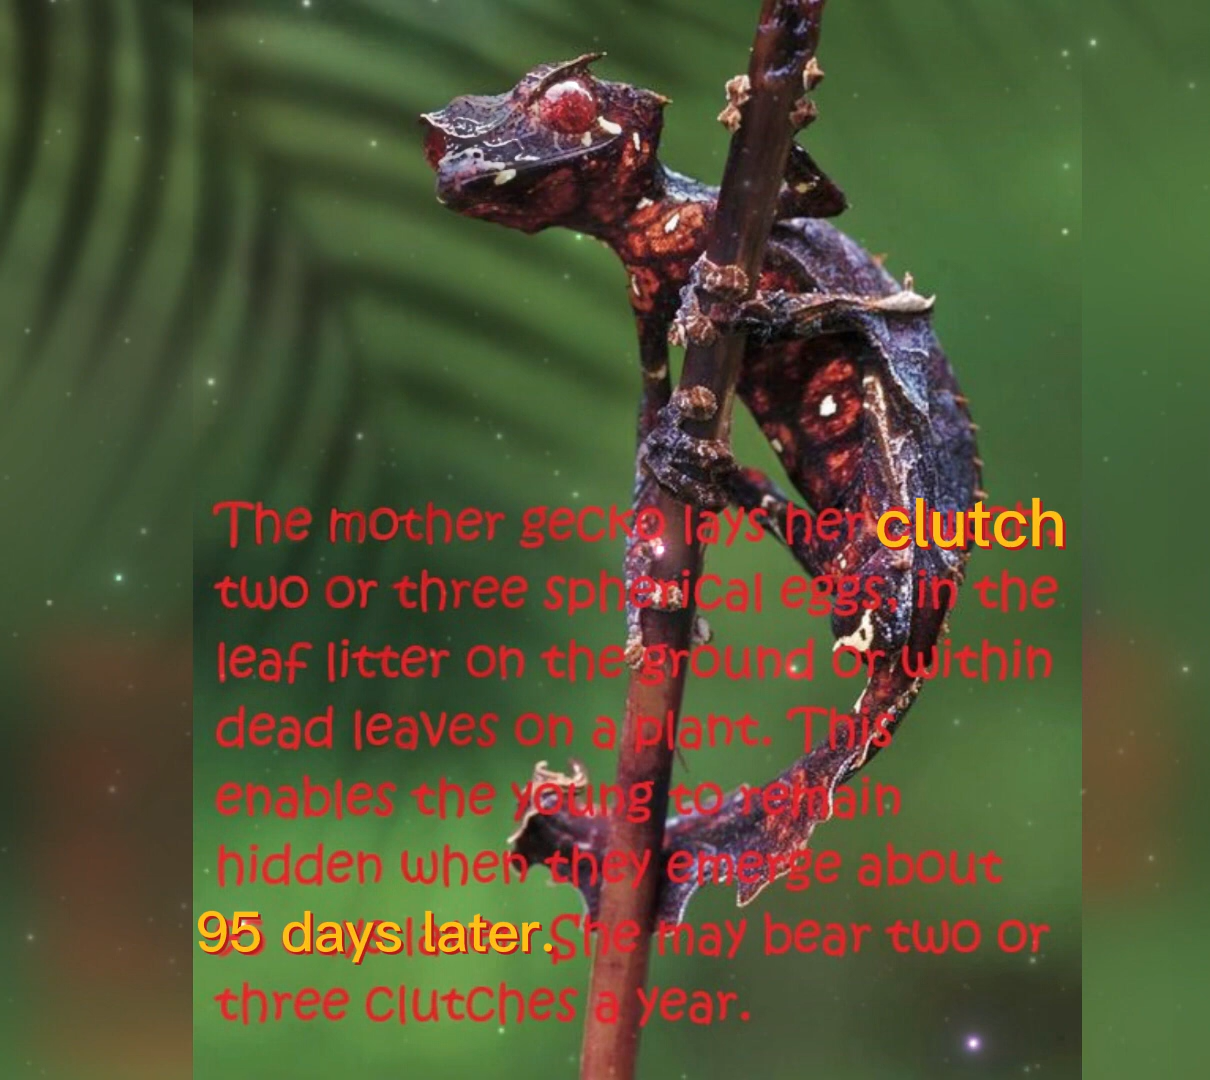 The mother gecko lays her clutch
two or three spherical eggs, in the
leaf litter on the ground or within
dead leaves on a plant. This
enables the young to remain
hidden when they emerge about
95 days later. She may bear two or
three clutches a year.